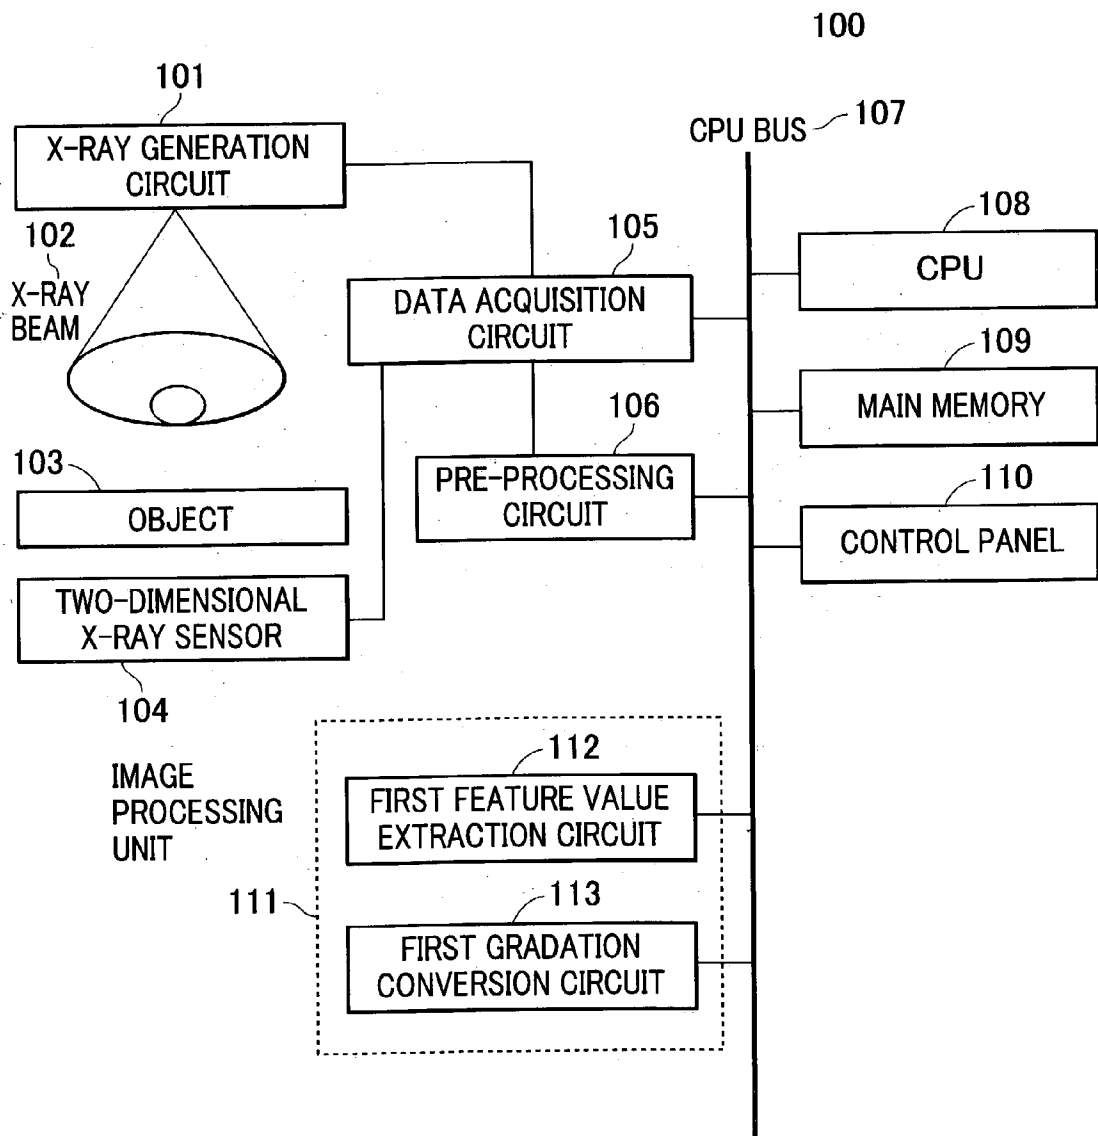 100
101
X-RAY GENERATION
CIRCUIT
CPU BUS 107
102
X-RAY
BEAM
105
DATA ACQUISITION
CIRCUIT
108
CPU
109
MAIN MEMORY
106
PRE-PROCESSING
CIRCUIT
103
OBJECT
110
CONTROL PANEL
TWO-DIMENSIONAL
X-RAY SENSOR
104
IMAGE
PROCESSING
UNIT
112
FIRST FEATURE VALUE
EXTRACTION CIRCUIT
111
113
FIRST GRADATION
CONVERSION CIRCUIT